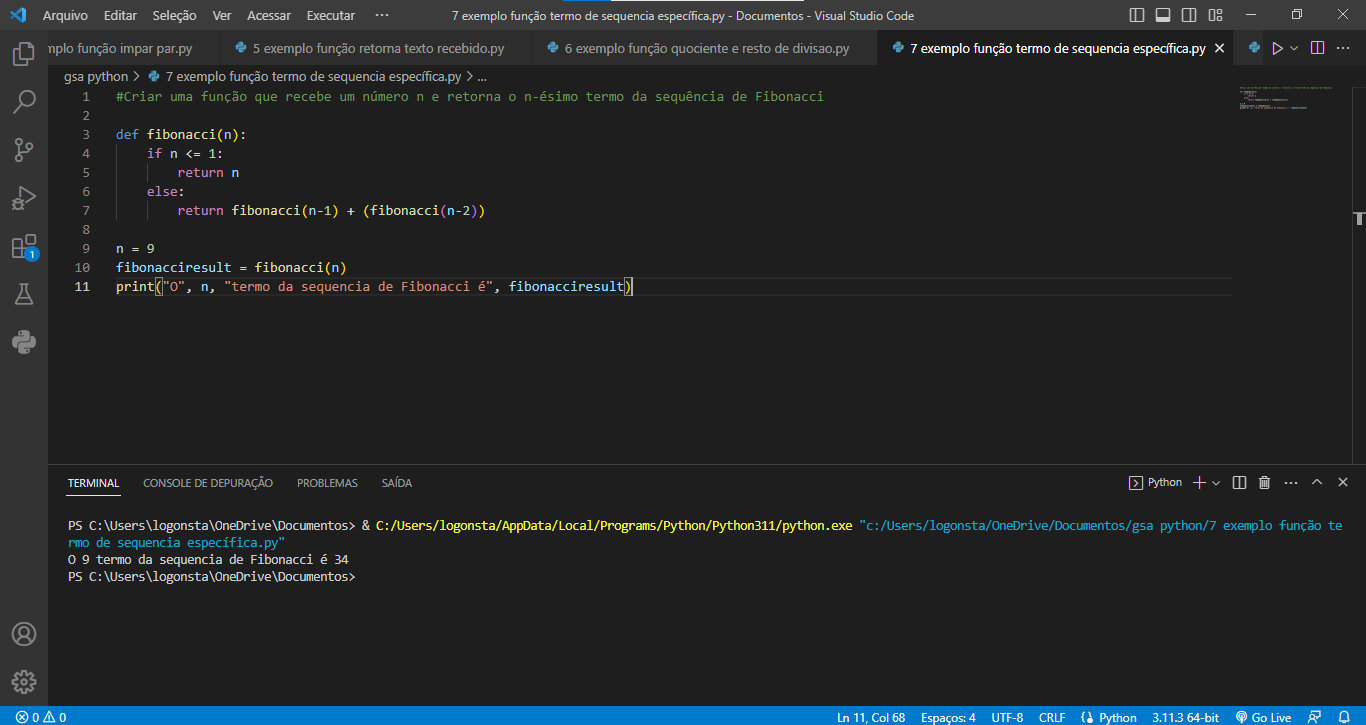 Arquivo Editar Seleção Ver Acessar Executar ··· 7 exemplo função termo de sequencia específica.py - Documentos - Visual Studio Code
mplo função impar par.py 5 exemplo função retorna texto recebido.py 6 exemplo função quociente e resto de divisao.py 7 exemplo função termo de sequencia específica.py
gsa python > 7 exemplo função termo de sequencia específica.py > ...
1 #Criar uma função que recebe um número n e retorna o n-ésimo termo da sequência de Fibonacci
2
3 def fibonacci(n):
4     if n <= 1:
5         return n
6     else:
7         return fibonacci(n-1) + (fibonacci(n-2))
8
9 n = 9
10 fibonacciresult = fibonacci(n)
11 print("O", n, "termo da sequencia de Fibonacci é", fibonacciresult)
TERMINAL CONSOLE DE DEPURAÇÃO PROBLEMAS SAÍDA Python
PS C:\Users\logonsta\OneDrive\Documentos> & C:/Users/logonsta/AppData/Local/Programs/Python/Python311/python.exe "c:/Users/logonsta/OneDrive/Documentos/gsa python/7 exemplo função te
rmo de sequencia específica.py"
O 9 termo da sequencia de Fibonacci é 34
PS C:\Users\logonsta\OneDrive\Documentos>
1
0 0 Ln 11, Col 68 Espaços: 4 UTF-8 CRLF Python 3.11.3 64-bit Go Live